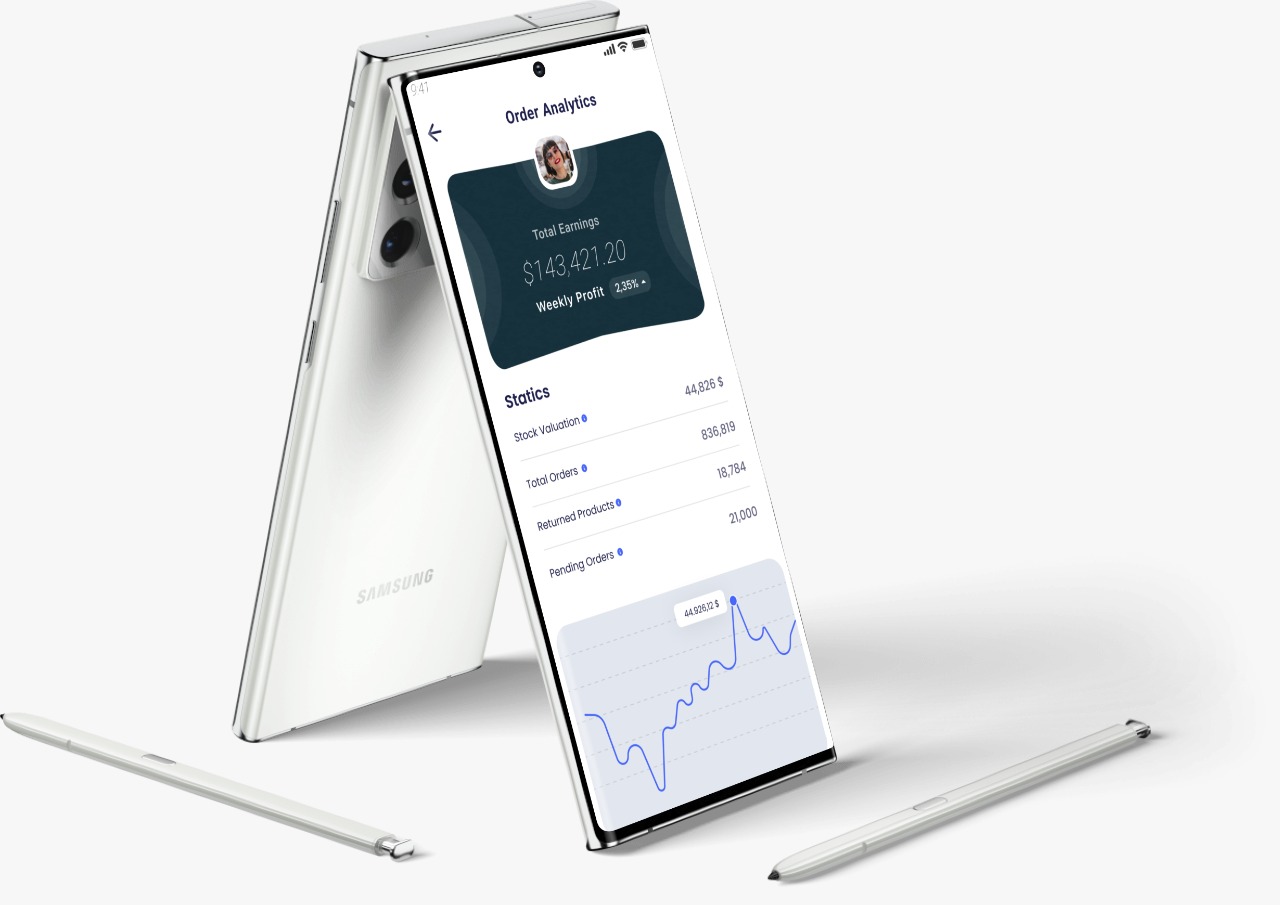 9:41
Order Analytics
Total Earnings
$143,421.20
Weekly Profit 2,35%
Statics
Stock Valuation 44,826 $
Total Orders 836,819
Returned Products 18,784
Pending Orders 21,000
44.926,12 $
SAMSUNG